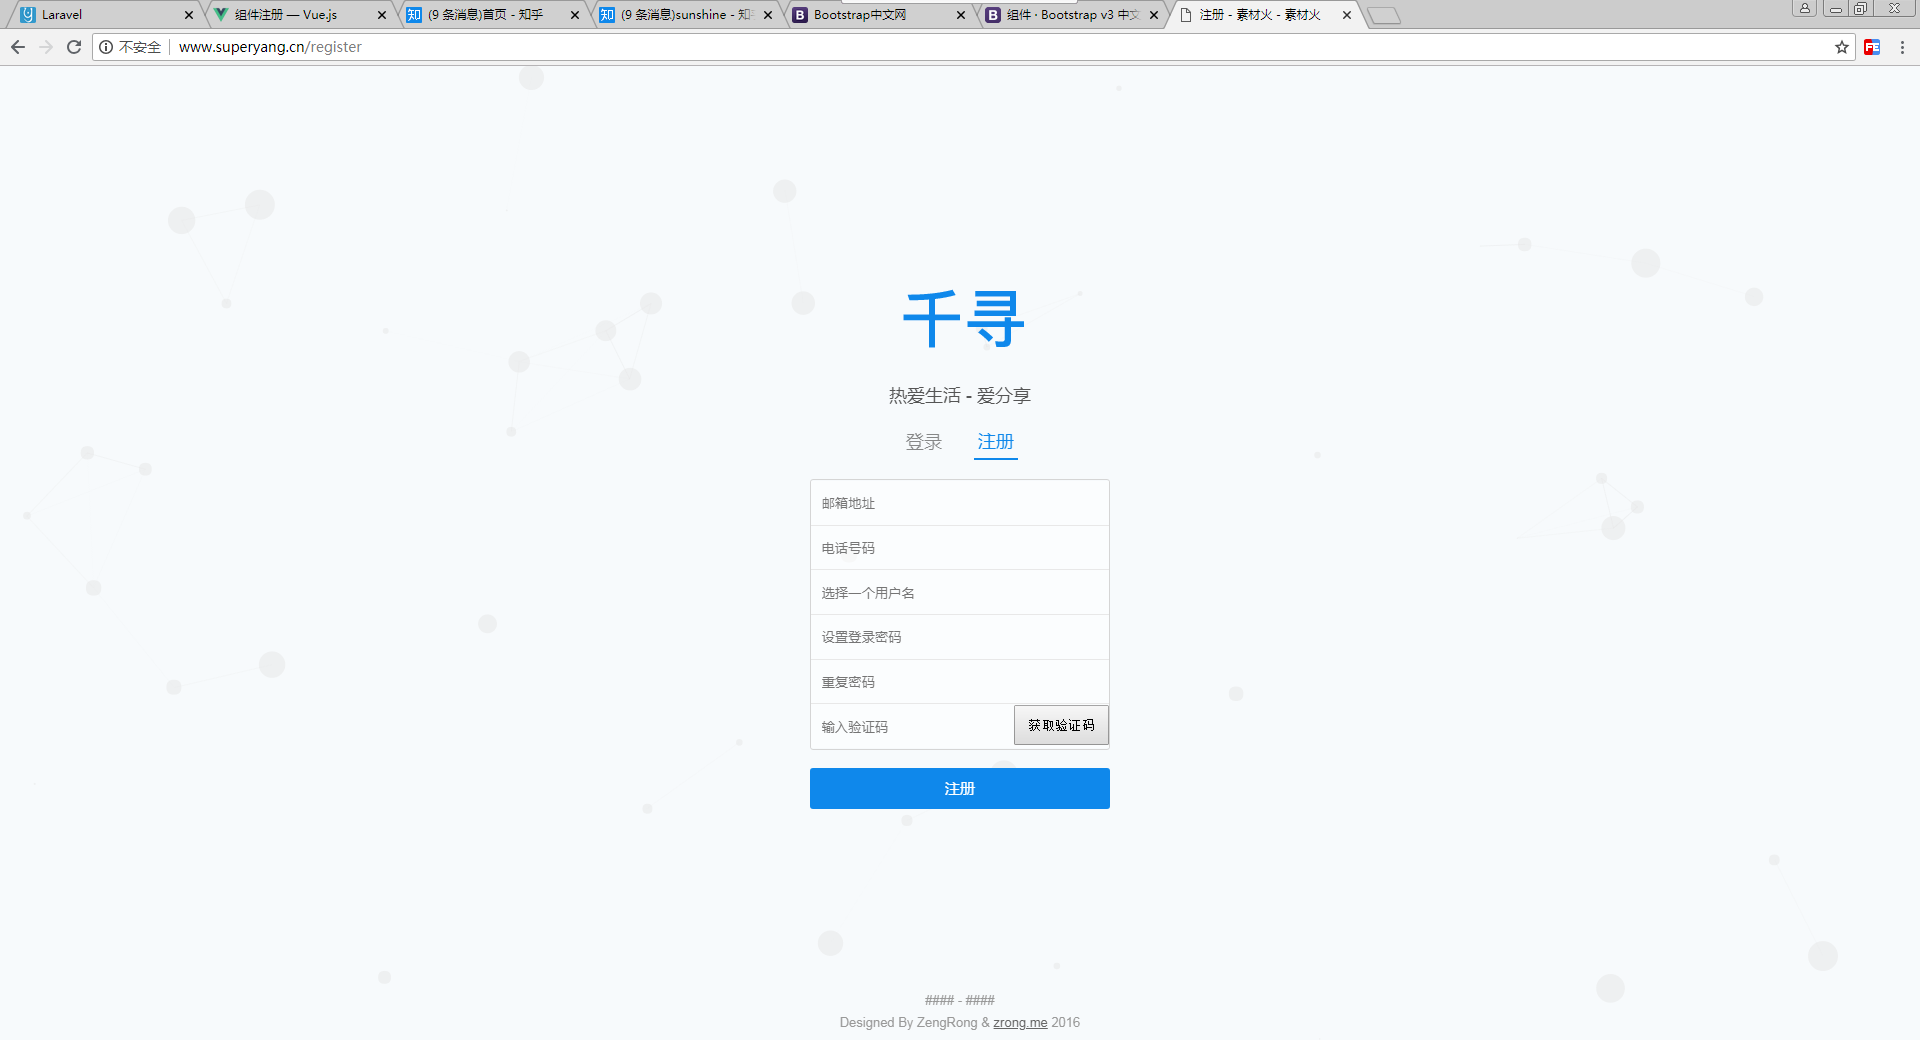 Laravel
组件注册 — Vue.js
(9 条消息)首页 - 知乎
(9 条消息)sunshine - 知
Bootstrap中文网
组件 · Bootstrap v3 中文
注册 - 素材火 - 素材火
不安全 www.superyang.cn/register
千寻
热爱生活 - 爱分享
登录 注册
邮箱地址
电话号码
选择一个用户名
设置登录密码
重复密码
输入验证码 获取验证码
注册
#### - ####
Designed By ZengRong & zrong.me 2016